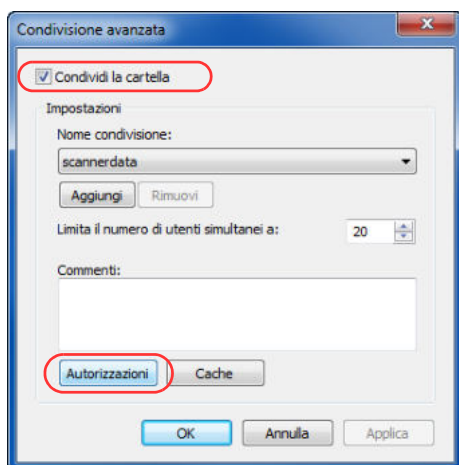 Condivisione avanzata
Condividi la cartella
Impostazioni
Nome condivisione:
scannerdata
Aggiungi Rimuovi
Limita il numero di utenti simultanei a: 20
Commenti:
Autorizzazioni Cache
OK Annulla Applica